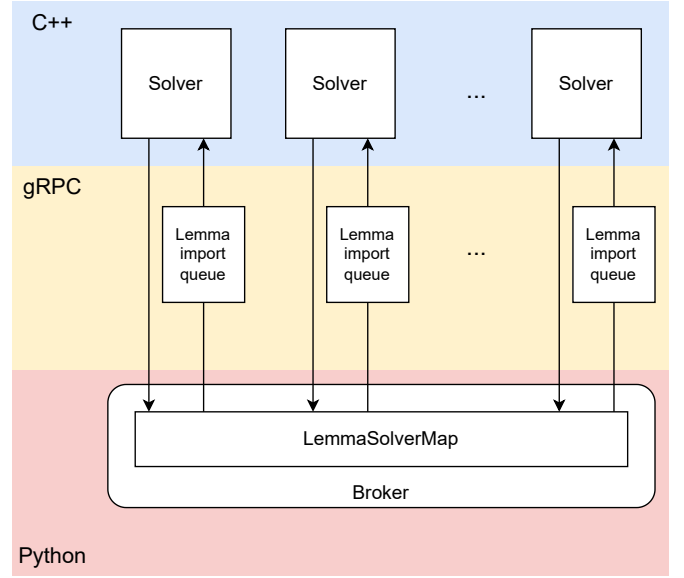 C++
Solver
Solver
...
Solver
gRPC
Lemma
import
queue
Lemma
import
queue
...
Lemma
import
queue
LemmaSolverMap
Broker
Python